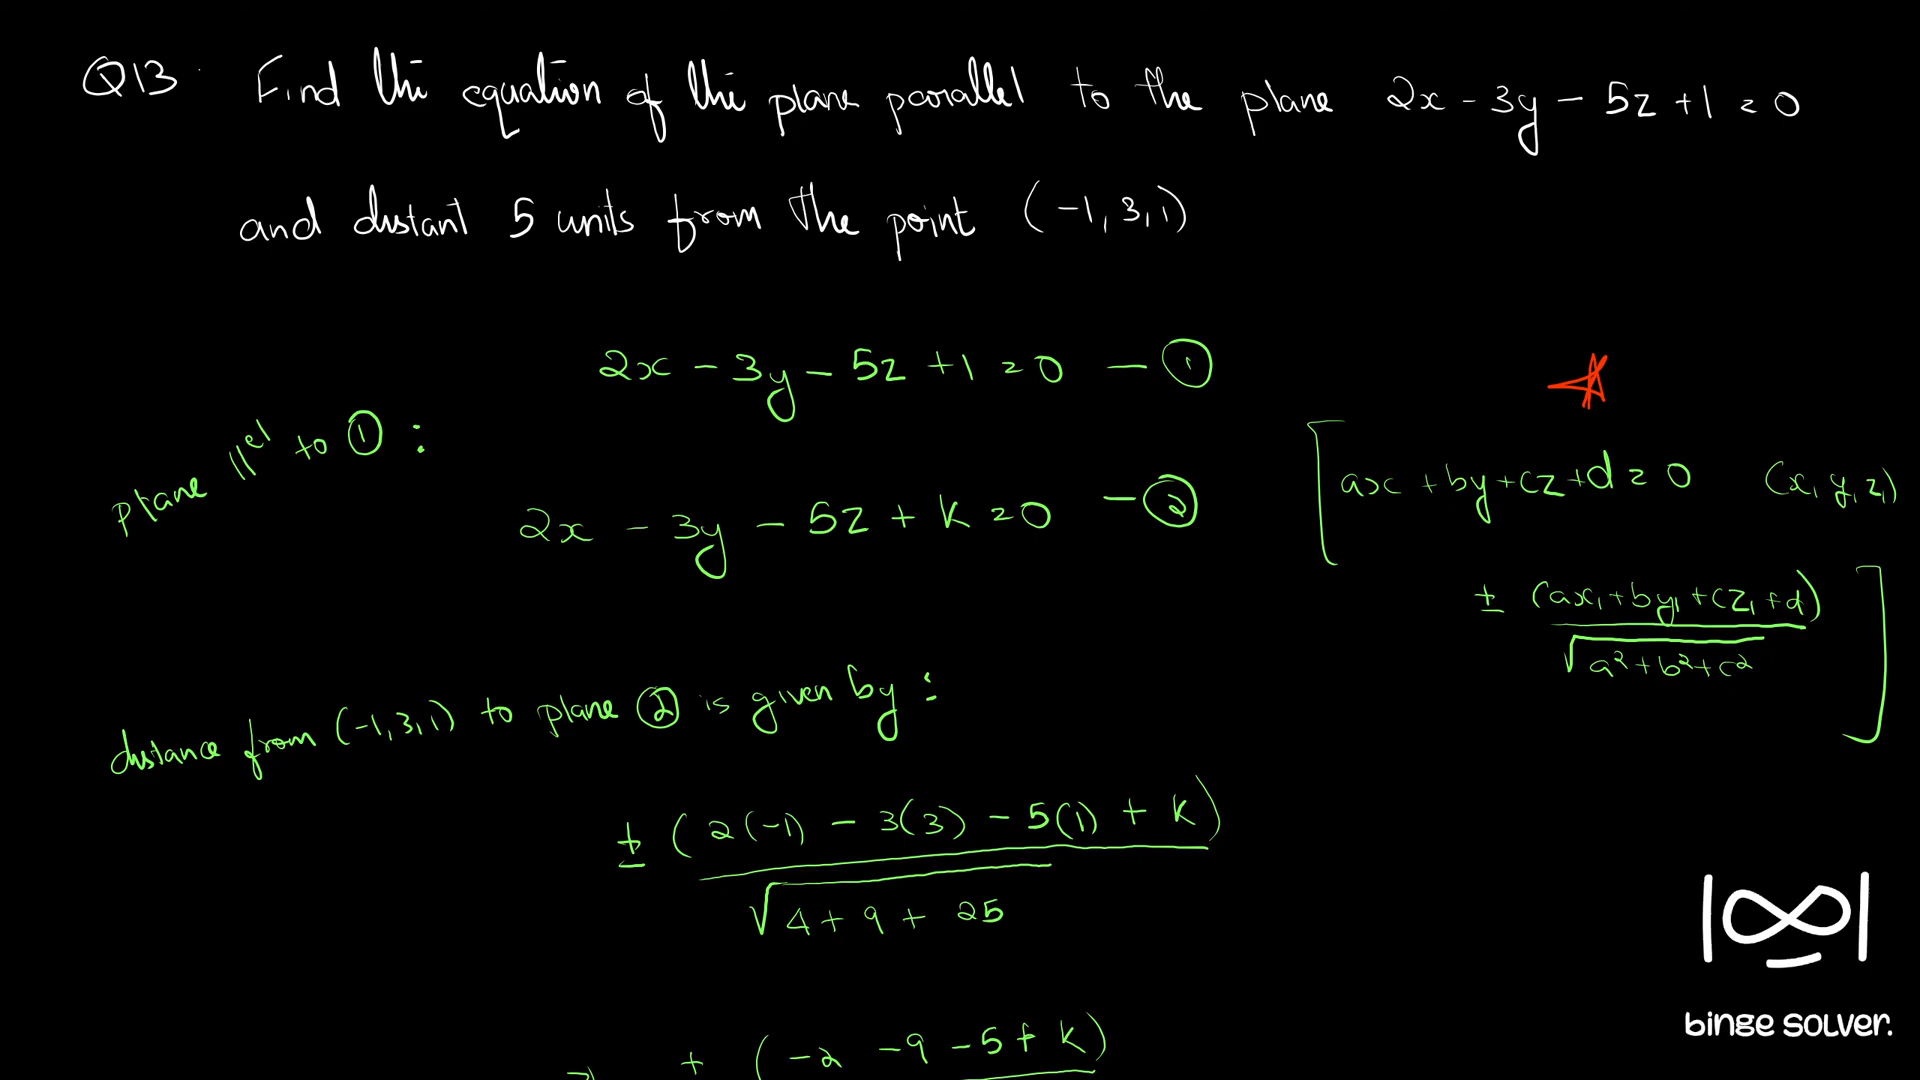 Q13 Find the equation of the plane parallel to the plane 2x - 3y - 5z + 1 = 0
and distant 5 units from the point (-1, 3, 1)
2x - 3y - 5z + 1 = 0 — ①
plane ||el to ① :
2x - 3y - 5z + k = 0 — ②
[ax + by + cz + d = 0 (x₁ y₁ z₁)
± (ax₁ + by₁ + cz₁ + d)
√a² + b² + c² ]
distance from (-1, 3, 1) to plane ② is given by :
± (2(-1) - 3(3) - 5(1) + k)
√4 + 9 + 25
(-2 - 9 - 5 + k)
binge solver.